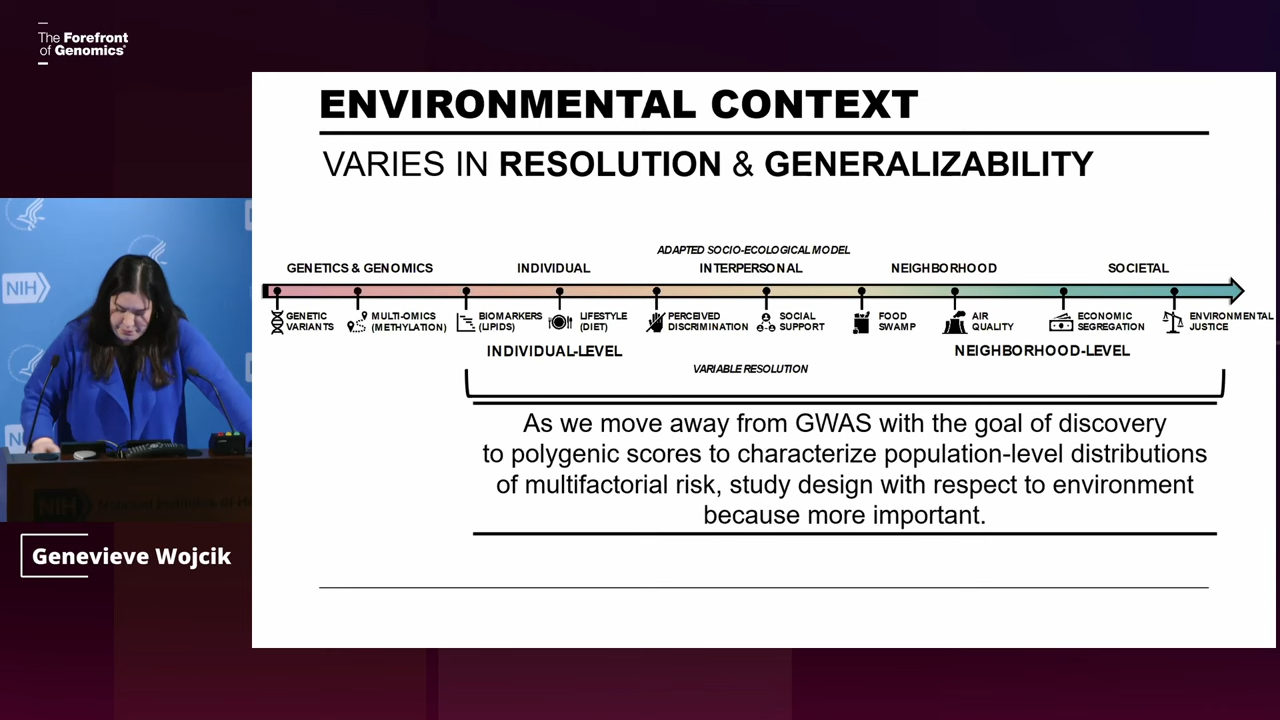 The Forefront
of Genomics®
ENVIRONMENTAL CONTEXT
VARIES IN RESOLUTION & GENERALIZABILITY
ADAPTED SOCIO-ECOLOGICAL MODEL
GENETICS & GENOMICS
INDIVIDUAL
INTERPERSONAL
NEIGHBORHOOD
SOCIETAL
GENETIC
VARIANTS
MULTI-OMICS
(METHYLATION)
BIOMARKERS
(LIPIDS)
LIFESTYLE
(DIET)
PERCEIVED
DISCRIMINATION
SOCIAL
SUPPORT
FOOD
SWAMP
AIR
QUALITY
ECONOMIC
SEGREGATION
ENVIRONMENTAL
JUSTICE
INDIVIDUAL-LEVEL
NEIGHBORHOOD-LEVEL
VARIABLE RESOLUTION
As we move away from GWAS with the goal of discovery
to polygenic scores to characterize population-level distributions
of multifactorial risk, study design with respect to environment
because more important.
NIH
NIH
Genevieve Wojcik